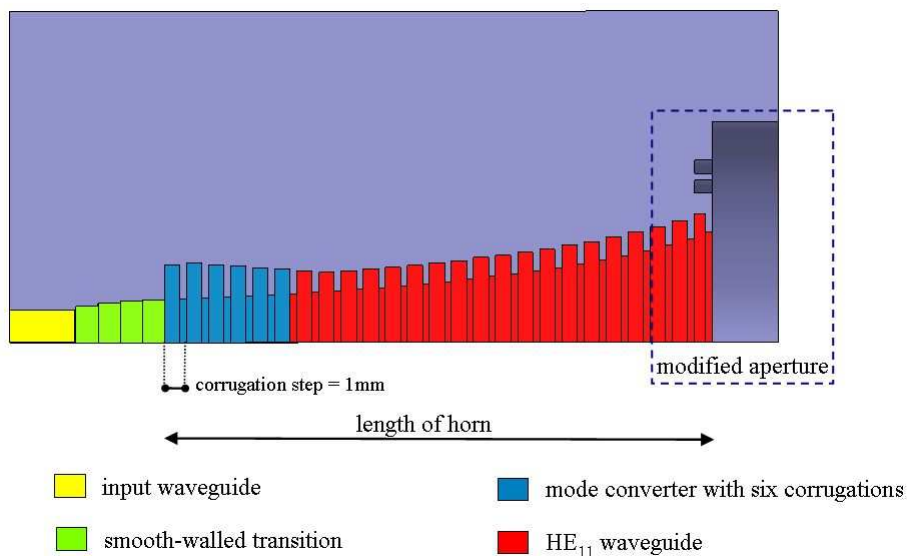 modified aperture
corrugation step = 1mm
length of horn
input waveguide
mode converter with six corrugations
smooth-walled transition
HE₁₁ waveguide